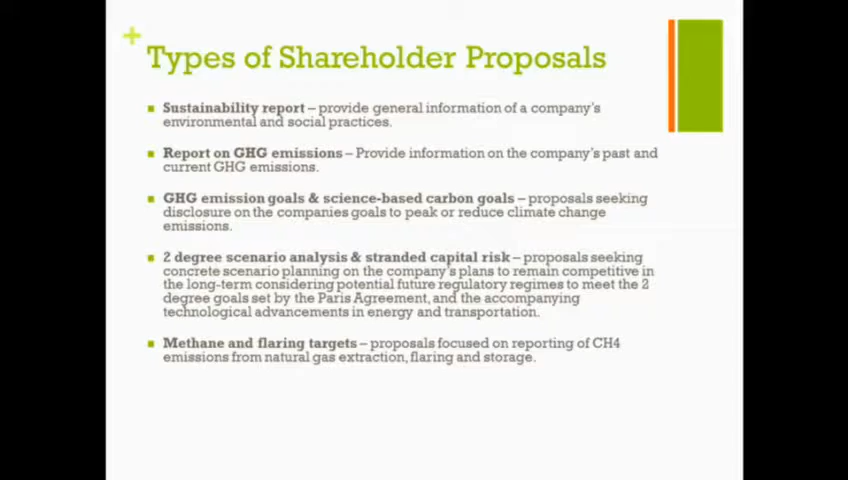 +
Types of Shareholder Proposals
Sustainability report – provide general information of a company's
environmental and social practices.
Report on GHG emissions – Provide information on the company's past and
current GHG emissions.
GHG emission goals & science-based carbon goals – proposals seeking
disclosure on the companies goals to peak or reduce climate change
emissions.
2 degree scenario analysis & stranded capital risk – proposals seeking
concrete scenario planning on the company's plans to remain competitive in
the long-term considering potential future regulatory regimes to meet the 2
degree goals set by the Paris Agreement, and the accompanying
technological advancements in energy and transportation.
Methane and flaring targets – proposals focused on reporting of CH4
emissions from natural gas extraction, flaring and storage.